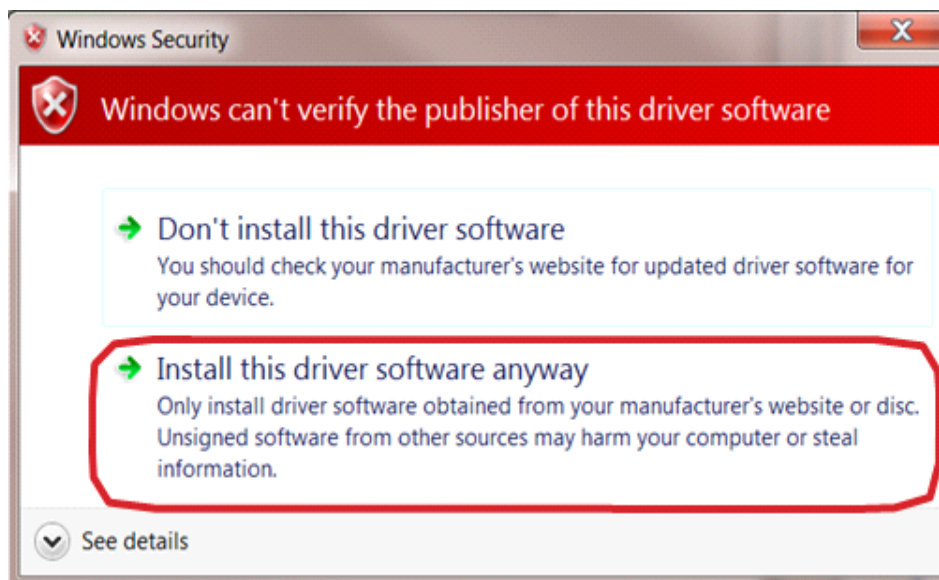 Windows Security
Windows can't verify the publisher of this driver software
Don't install this driver software
You should check your manufacturer's website for updated driver software for
your device.
Install this driver software anyway
Only install driver software obtained from your manufacturer's website or disc.
Unsigned software from other sources may harm your computer or steal
information.
See details